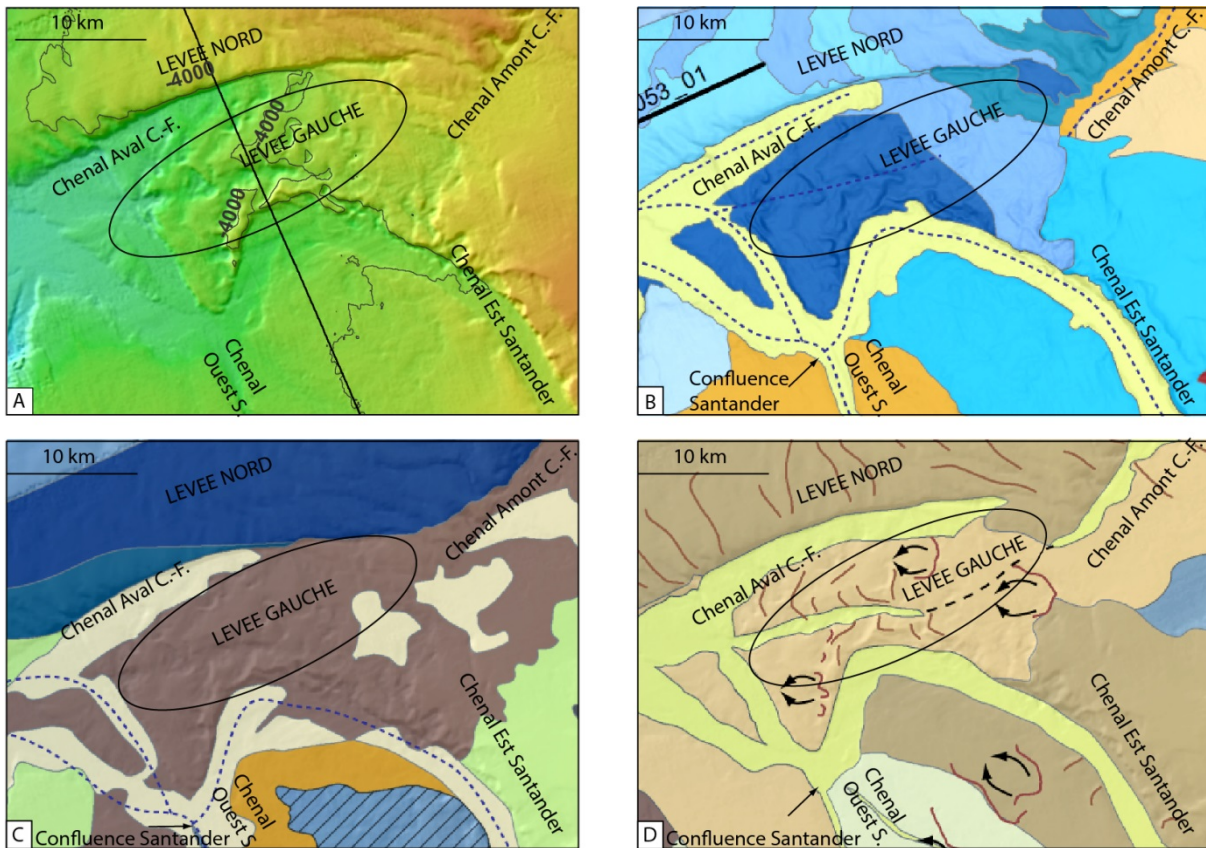 10 km
LEVEE NORD
-4000
-4000
LEVEE GAUCHE
Chenal Amont C.-F.
Chenal Aval C.-F.
-4000
Chenal Est Santander
Chenal
Ouest S.
A
10 km
LEVEE NORD
053_01
LEVEE GAUCHE
Chenal Amont C.-F.
Chenal Aval C.-F.
Chenal Est Santander
Chenal
Ouest S.
Confluence
Santander
B
10 km
LEVEE NORD
Chenal Amont C.-F.
Chenal Aval C.-F.
LEVEE GAUCHE
Chenal Est Santander
Chenal
Ouest S.
C
Confluence Santander
10 km
LEVEE NORD
Chenal Amont C.-F.
Chenal Aval C.-F.
LEVEE GAUCHE
Chenal Est Santander
Chenal
Ouest S.
D
Confluence Santander